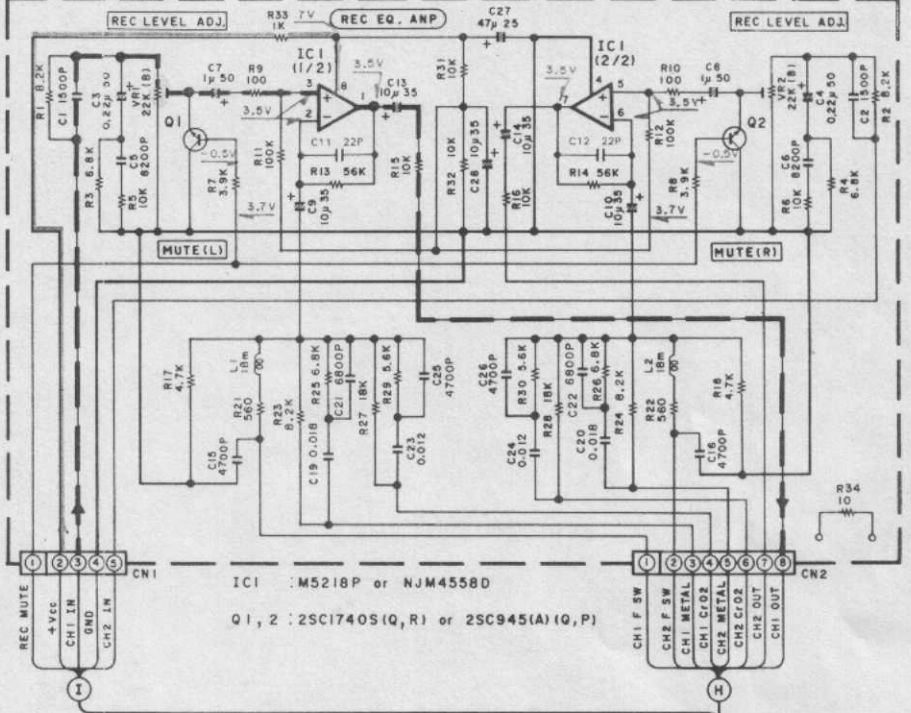 REC LEVEL ADJ.
R33 7V
1K
REC EQ. ANP
C27
47μ 25
REC LEVEL ADJ.
R1 8.2K
C1 1500P
C3 0.22μ 50
VR1 22K (B)
C7
1μ 50
R9
100
IC1
(1/2)
3.5V
C13
10μ 35
3
2
8
1
3.5V
R31
10K
IC1
(2/2)
3.5V
4
5
6
7
R10
100
C8
1μ 50
3.5V
VR2 22K (B)
C4 0.22μ 50
C2 1500P
R2 8.2K
Q1
Q2
R3 6.8K
C5 8200P
R5 10K
-0.5V
R7 3.9K
3.7V
R11 100K
C11 22P
R13 56K
C9 10μ 35
R15 10K
R32 10K
C28 10μ 35
C14 10μ 35
R16 10K
C12 22P
R14 56K
C10 10μ 35
R12 100K
-0.5V
R8 3.9K
3.7V
C6 8200P
R6 10K
R4 6.8K
MUTE(L)
MUTE(R)
R17 4.7K
L1 18m
R21 560
C15 4700P
R23 8.2K
R25 6.8K
C21 6800P
C19 0.018
R27 18K
R29 5.6K
C25 4700P
C23 0.012
C26 4700P
R30 5.6K
C24 0.012
R28 18K
C22 6800P
R26 6.8K
C20 0.018
R24 8.2K
L2 18m
R22 560
C16 4700P
R18 4.7K
R34
10
1 2 3 4 5
CN1
1 2 3 4 5 6 7 8
CN2
IC1 : M5218P or NJM4558D
Q1, 2 : 2SC1740S(Q,R) or 2SC945(A)(Q,P)
REC MUTE
+Vcc
CH1 IN
GND
CH2 IN
CH1 F SW
CH2 F SW
CH1 METAL
CH1 CrO2
CH2 METAL
CH2 CrO2
CH2 OUT
CH1 OUT
I
H